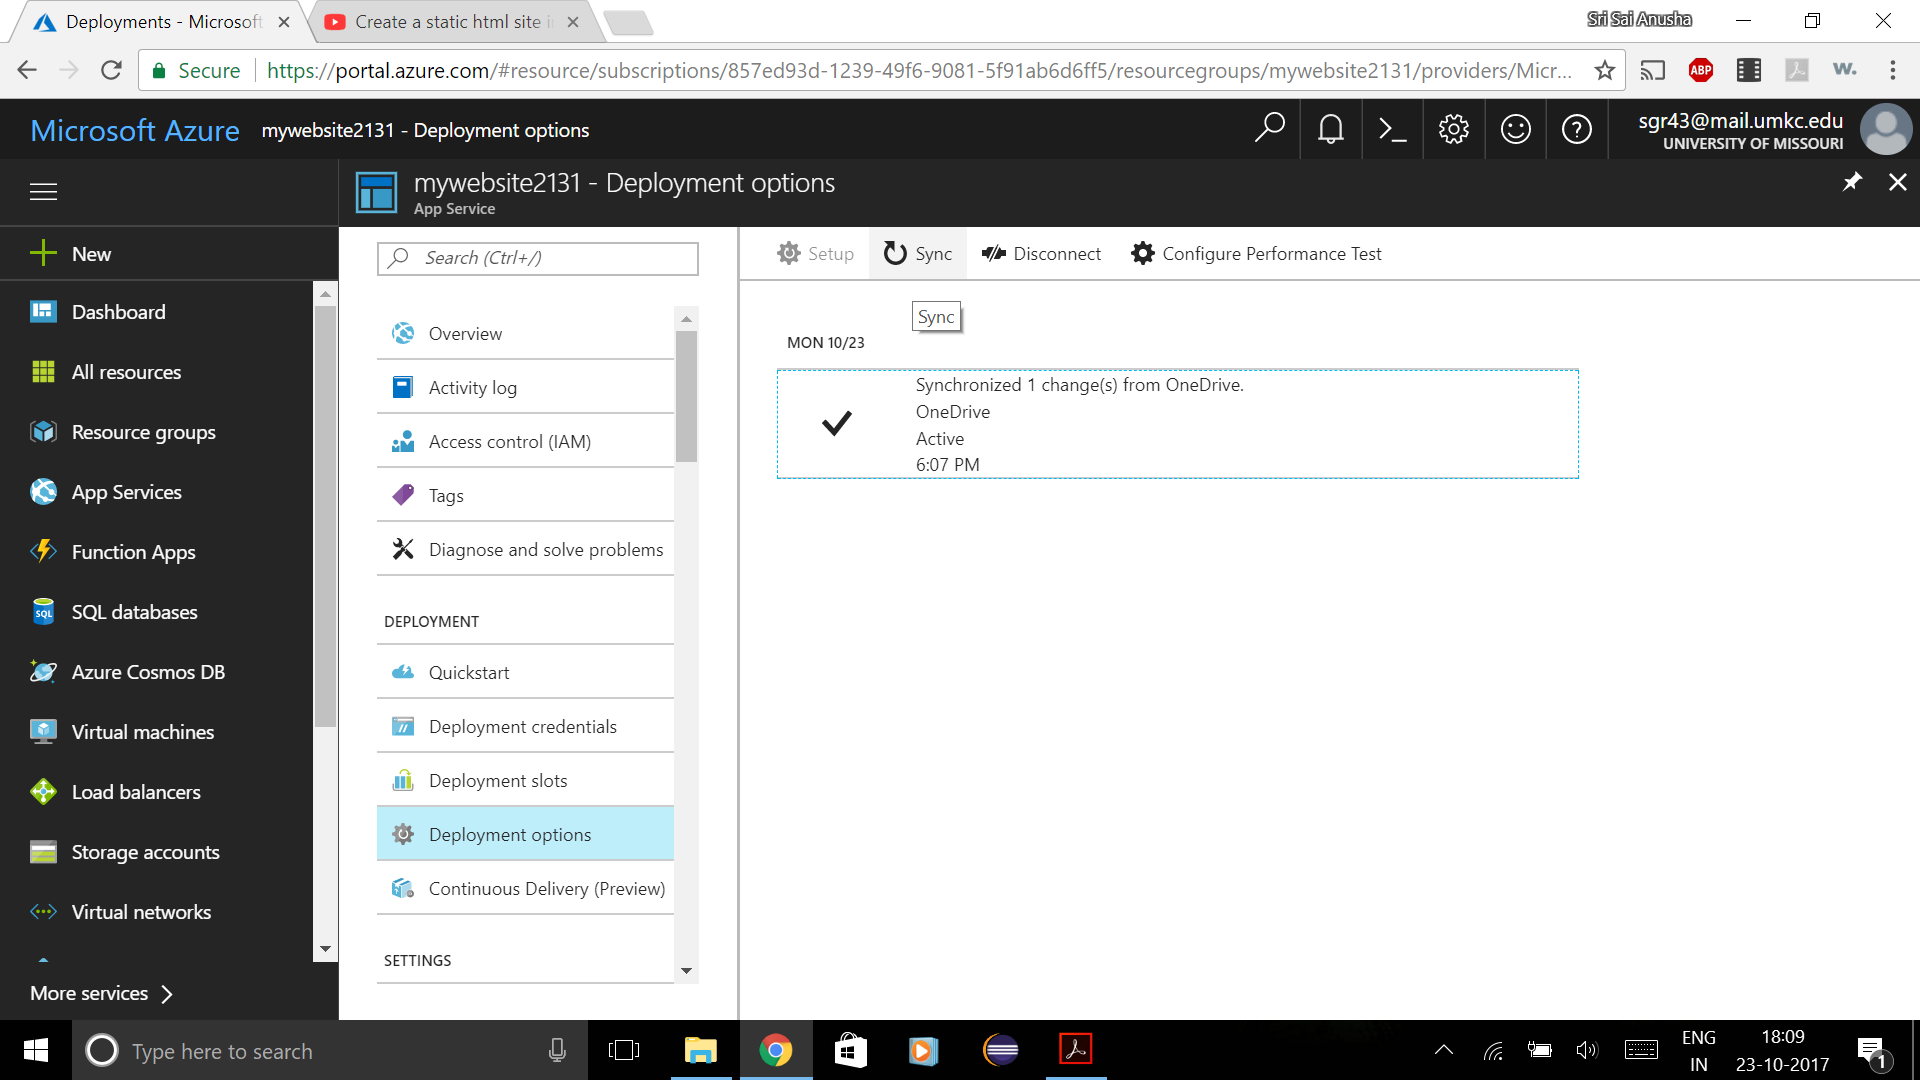 Deployments - Microsoft
Create a static html site i
Sri Sai Anusha
Secure
https://portal.azure.com/#resource/subscriptions/857ed93d-1239-49f6-9081-5f91ab6d6ff5/resourcegroups/mywebsite2131/providers/Micr...
ABP
w.
Microsoft Azure
mywebsite2131 - Deployment options
sgr43@mail.umkc.edu
UNIVERSITY OF MISSOURI
mywebsite2131 - Deployment options
App Service
New
Dashboard
All resources
Resource groups
App Services
Function Apps
SQL
SQL databases
Azure Cosmos DB
Virtual machines
Load balancers
Storage accounts
Virtual networks
More services
Search (Ctrl+/)
Overview
Activity log
Access control (IAM)
Tags
Diagnose and solve problems
DEPLOYMENT
Quickstart
Deployment credentials
Deployment slots
Deployment options
Continuous Delivery (Preview)
SETTINGS
Setup
Sync
Disconnect
Configure Performance Test
Sync
MON 10/23
Synchronized 1 change(s) from OneDrive.
OneDrive
Active
6:07 PM
Type here to search
ENG
IN
18:09
23-10-2017
1